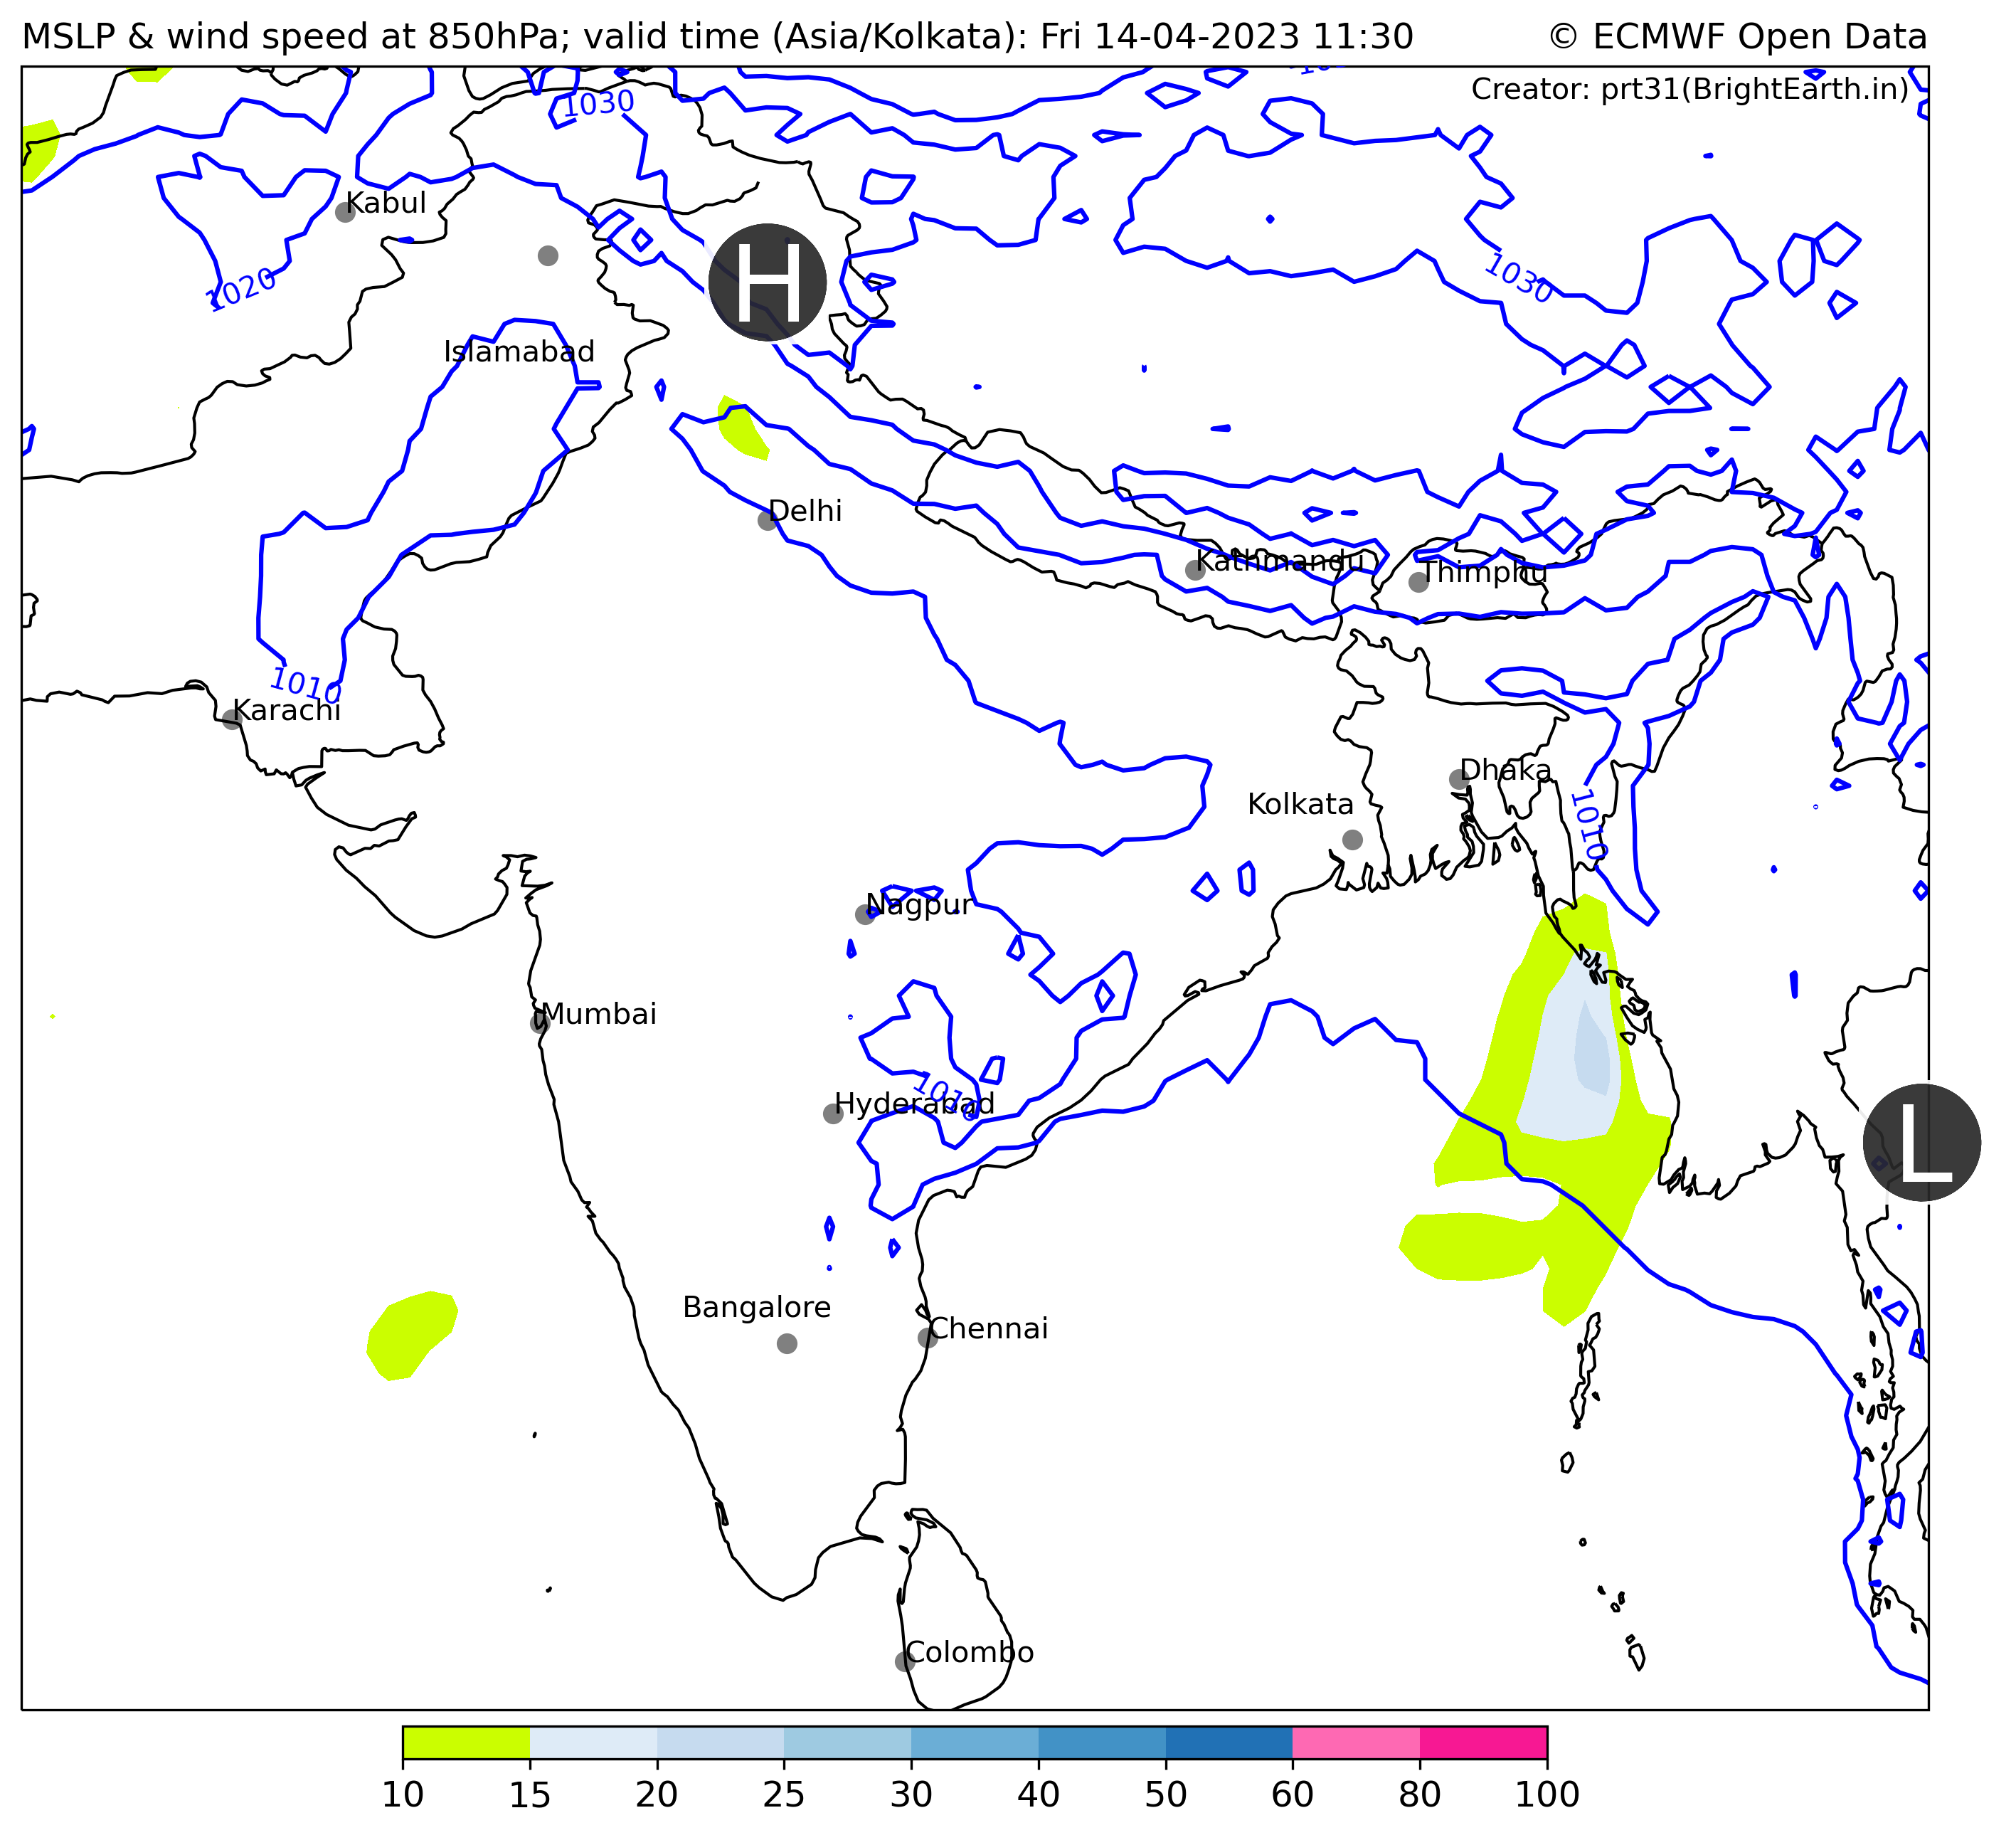 MSLP & wind speed at 850hPa; valid time (Asia/Kolkata): Fri 14-04-2023 11:30
© ECMWF Open Data
Creator: prt31(BrightEarth.in)
1030
Kabul
H
1020
1030
Islamabad
Delhi
Kathmandu
Thimphu
1010
Karachi
Dhaka
Kolkata
1010
Nagpur
Mumbai
1010
Hyderabad
L
Bangalore
Chennai
Colombo
10 15 20 25 30 40 50 60 80 100